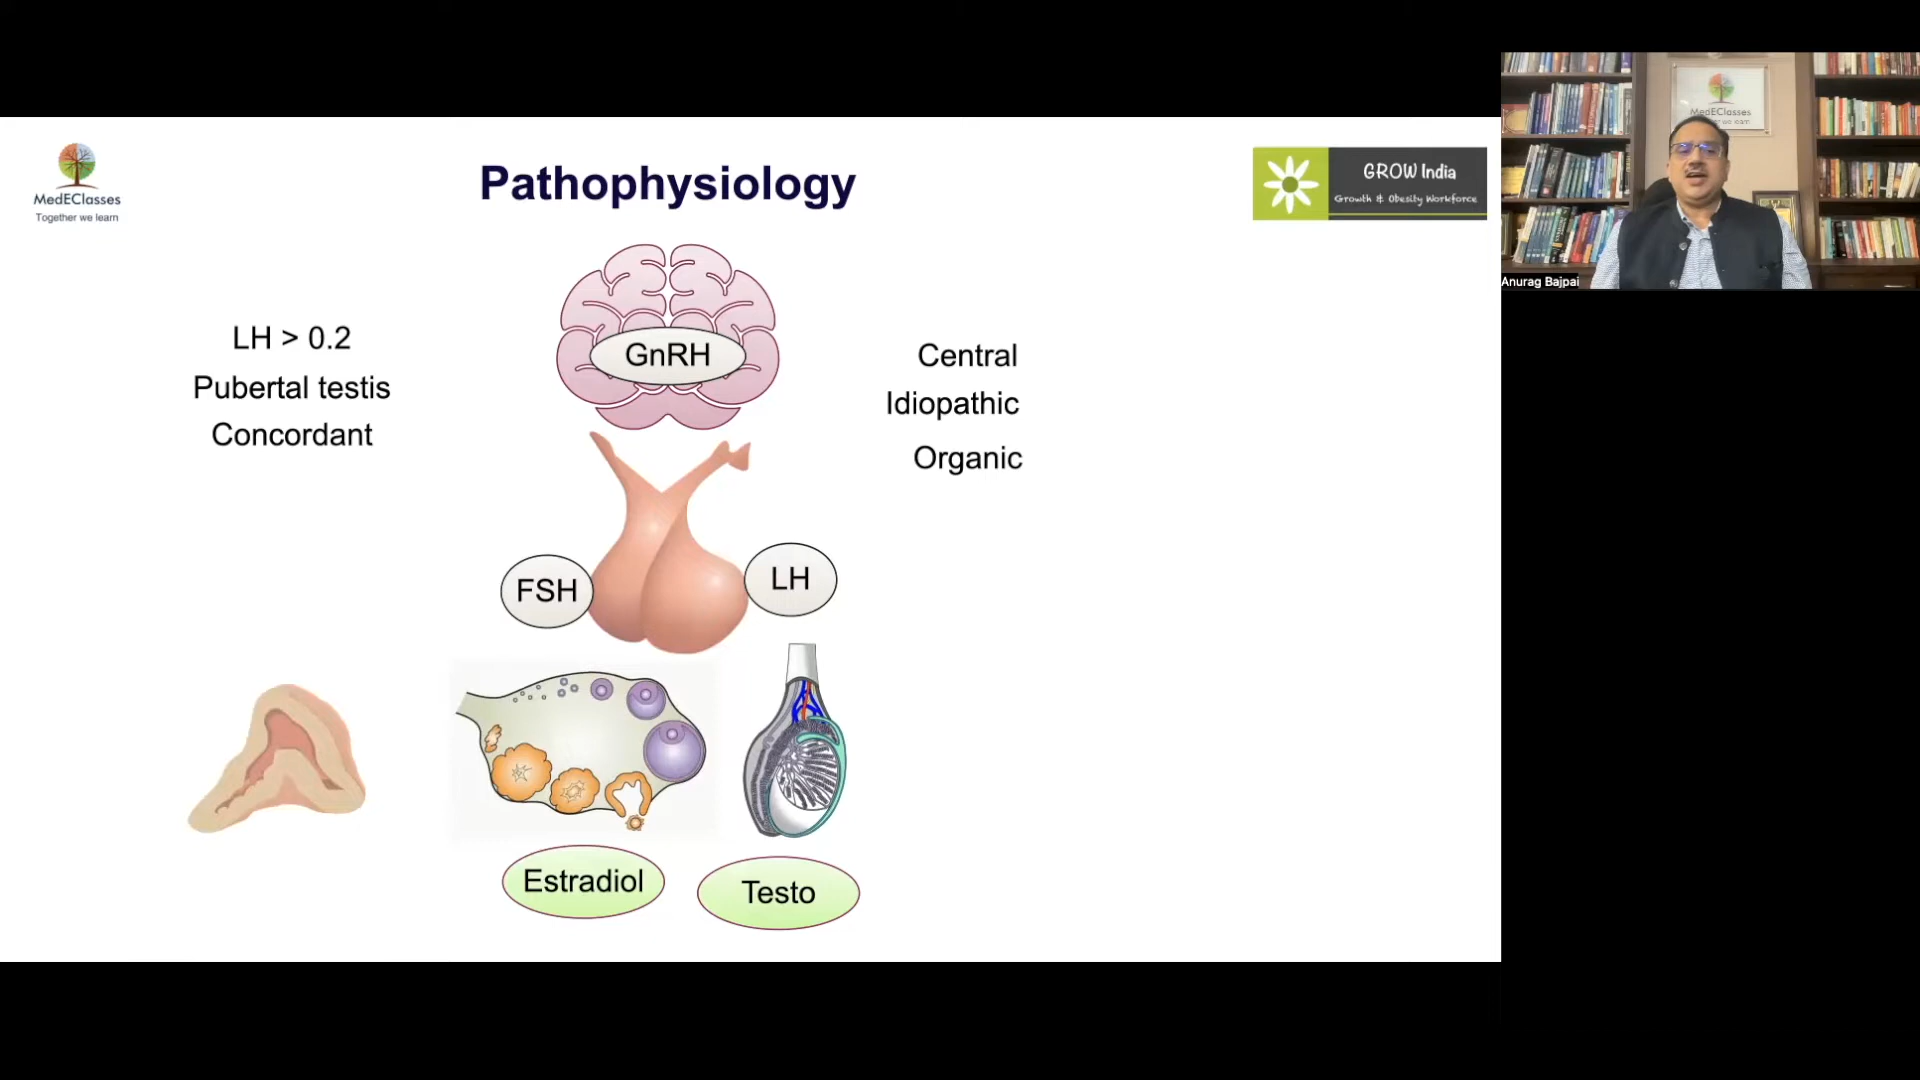 MedEClasses
Together we learn
Pathophysiology
GROW India
Growth & Obesity Workforce
MedEClasses
Anurag Bajpai
LH > 0.2
Pubertal testis
Concordant
GnRH
Central
Idiopathic
Organic
FSH
LH
Estradiol
Testo